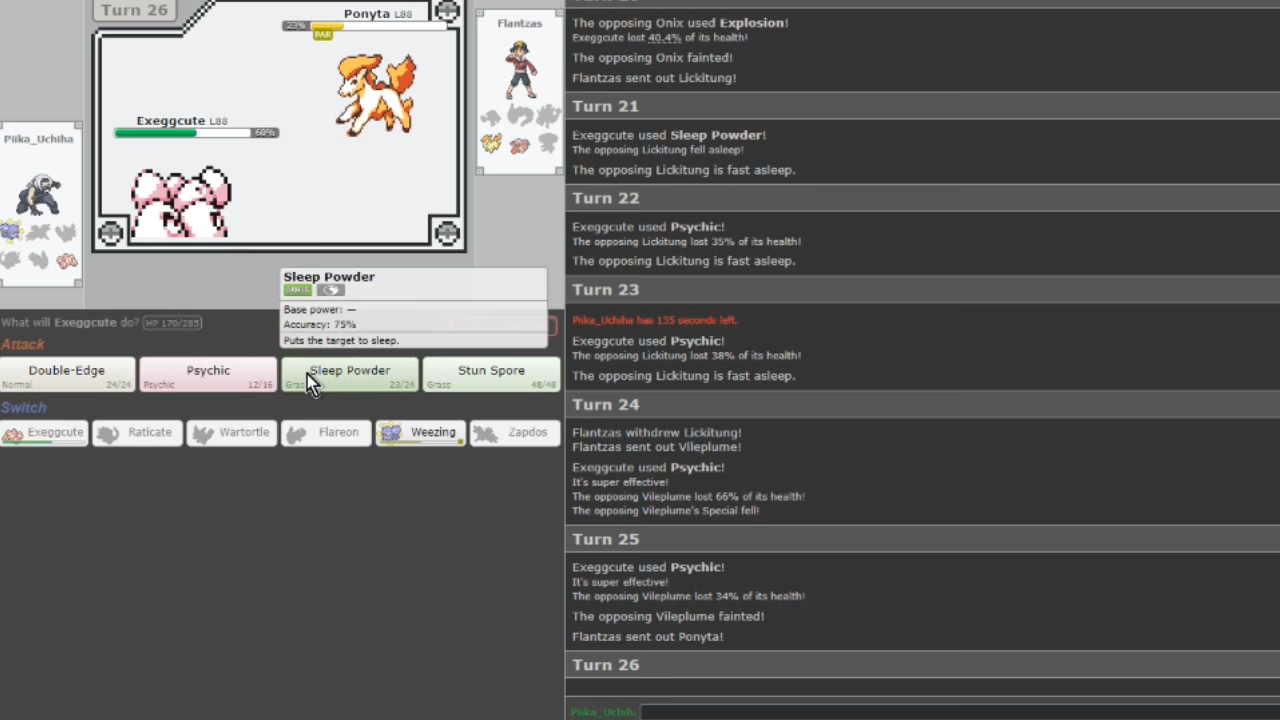 Turn 26
Ponyta L88
23%
PAR
Exeggcute L88
60%
Flantzas
Piika_Uchiha
Sleep Powder
Base power: —
Accuracy: 75%
Puts the target to sleep.
What will Exeggcute do? HP 170/285
Attack
Double-Edge
Normal 24/24
Psychic
Psychic 12/16
Sleep Powder
23/24
Stun Spore
Grass 48/48
Switch
Exeggcute
Raticate
Wartortle
Flareon
Weezing
Zapdos
The opposing Onix used Explosion!
Exeggcute lost 40.4% of its health!
The opposing Onix fainted!
Flantzas sent out Lickitung!
Turn 21
Exeggcute used Sleep Powder!
The opposing Lickitung fell asleep!
The opposing Lickitung is fast asleep.
Turn 22
Exeggcute used Psychic!
The opposing Lickitung lost 35% of its health!
The opposing Lickitung is fast asleep.
Turn 23
Piika_Uchiha has 135 seconds left.
Exeggcute used Psychic!
The opposing Lickitung lost 38% of its health!
The opposing Lickitung is fast asleep.
Turn 24
Flantzas withdrew Lickitung!
Flantzas sent out Vileplume!
Exeggcute used Psychic!
It's super effective!
The opposing Vileplume lost 66% of its health!
The opposing Vileplume's Special fell!
Turn 25
Exeggcute used Psychic!
It's super effective!
The opposing Vileplume lost 34% of its health!
The opposing Vileplume fainted!
Flantzas sent out Ponyta!
Turn 26